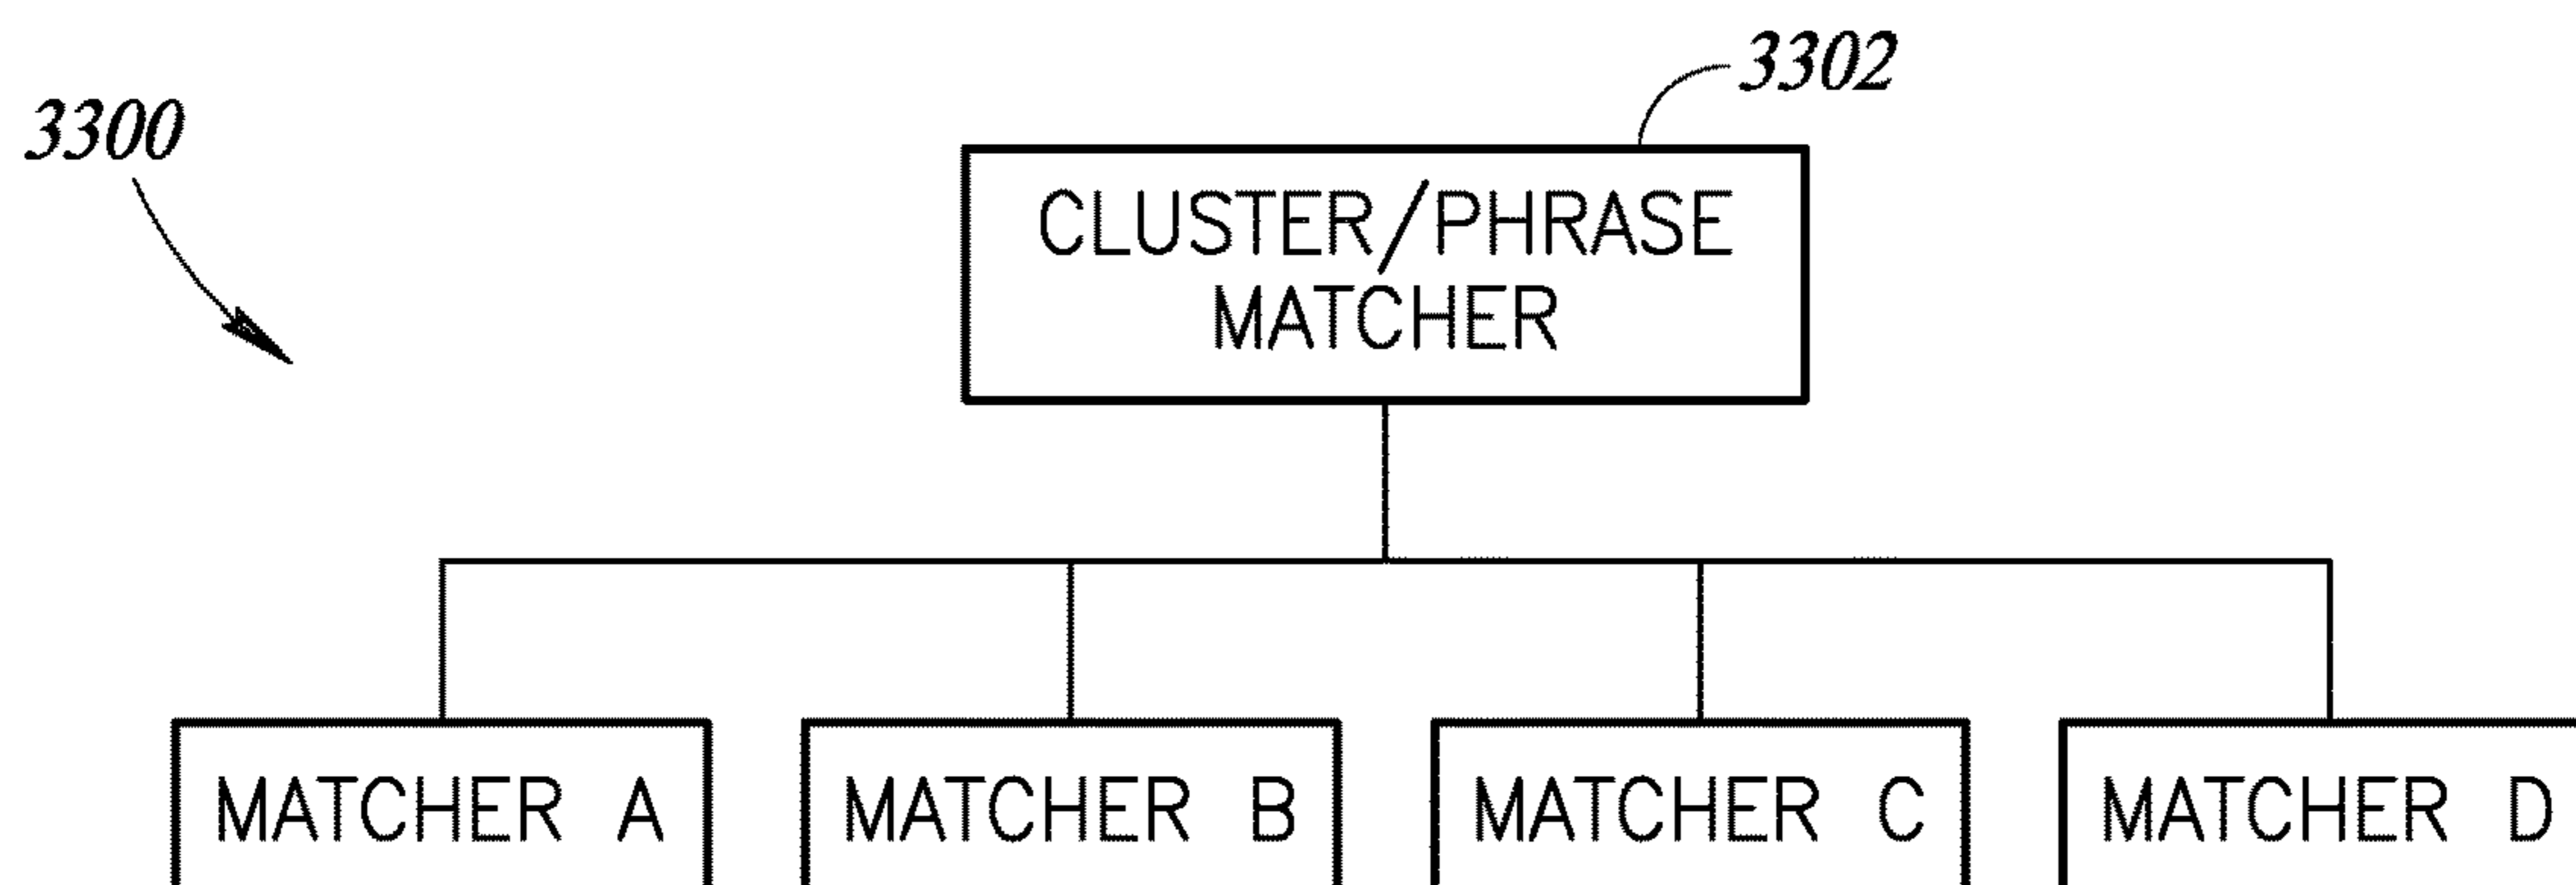 3302
3300
CLUSTER/PHRASE
MATCHER
MATCHER A
MATCHER B
MATCHER C
MATCHER D